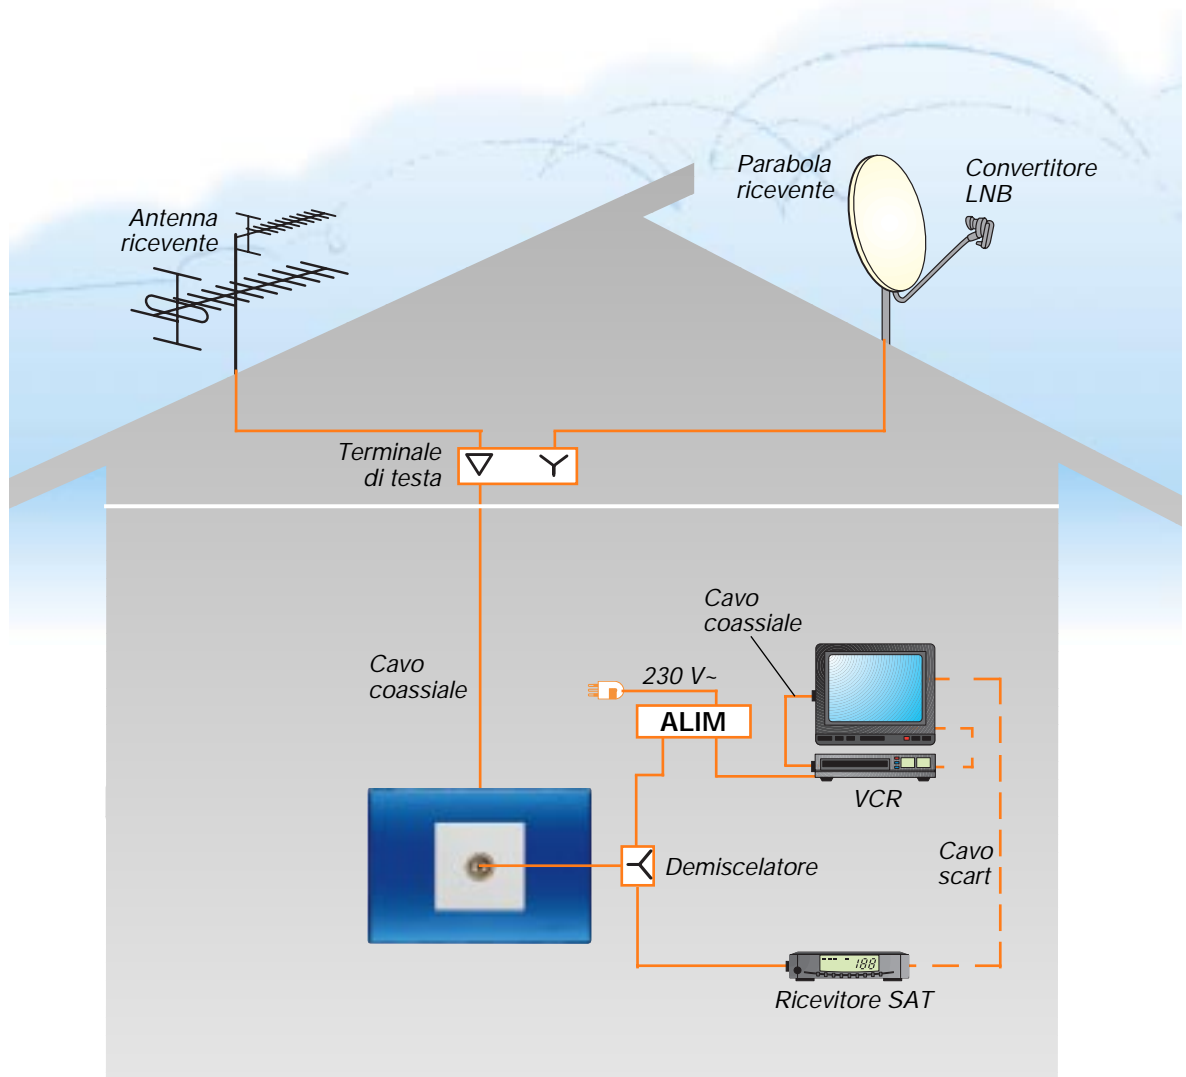 Parabola
ricevente
Convertitore
LNB
Antenna
ricevente
Terminale
di testa
Cavo
coassiale
Cavo
coassiale
230 V~
ALIM
VCR
Demiscelatore
Cavo
scart
188
Ricevitore SAT